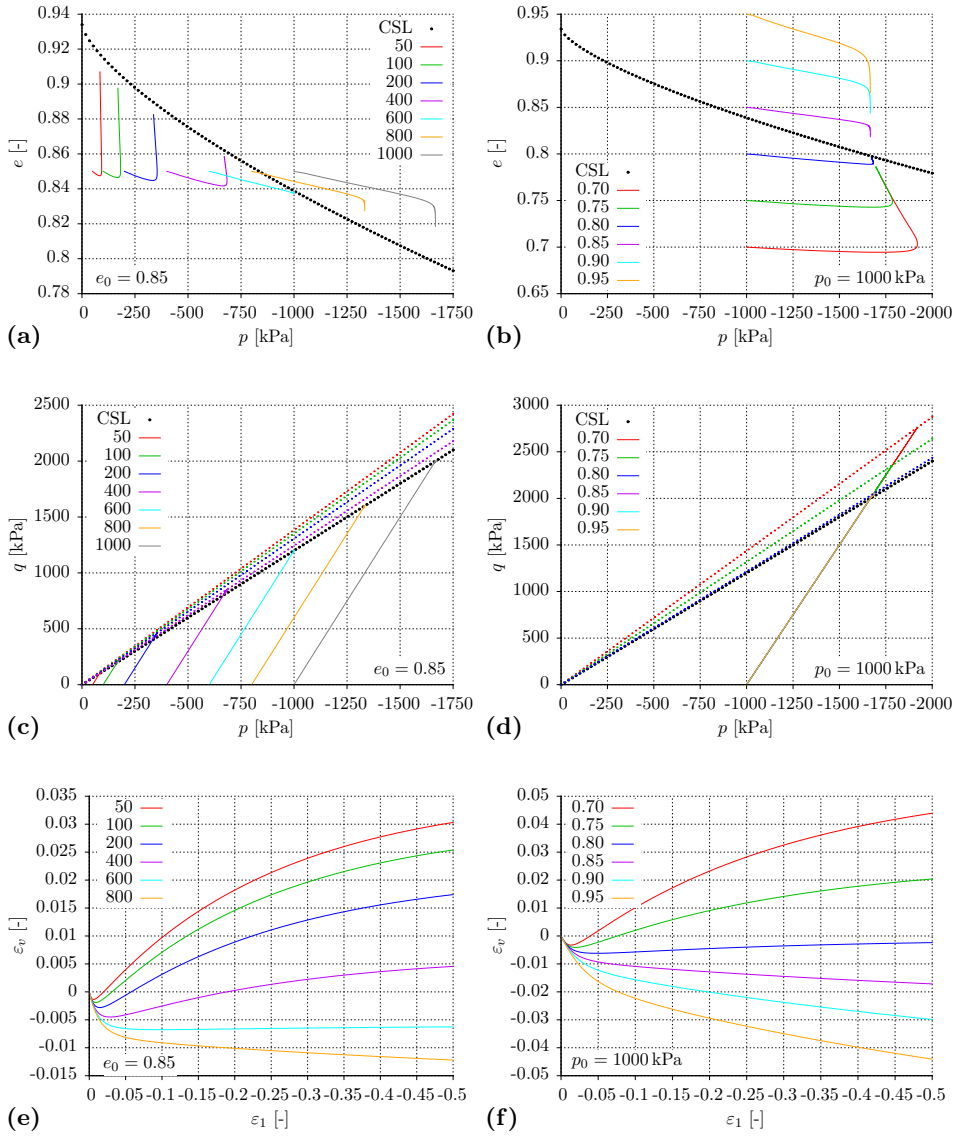 0.94
0.92
0.9
0.88
0.86
0.84
0.82
0.8
0.78
e [-]
CSL
50
100
200
400
600
800
1000
e0 = 0.85
0 -250 -500 -750 -1000 -1250 -1500 -1750
(a)
p [kPa]
0.95
0.9
0.85
0.8
0.75
0.7
0.65
e [-]
CSL
0.70
0.75
0.80
0.85
0.90
0.95
p0 = 1000 kPa
0 -250 -500 -750 -1000 -1250 -1500 -1750 -2000
(b)
p [kPa]
2500
2000
1500
1000
500
0
q [kPa]
CSL
50
100
200
400
600
800
1000
e0 = 0.85
0 -250 -500 -750 -1000 -1250 -1500 -1750
(c)
p [kPa]
3000
2500
2000
1500
1000
500
0
q [kPa]
CSL
0.70
0.75
0.80
0.85
0.90
0.95
p0 = 1000 kPa
0 -250 -500 -750 -1000 -1250 -1500 -1750 -2000
(d)
p [kPa]
0.035
0.03
0.025
0.02
0.015
0.01
0.005
0
-0.005
-0.01
-0.015
εv [-]
50
100
200
400
600
800
e0 = 0.85
0 -0.05 -0.1 -0.15 -0.2 -0.25 -0.3 -0.35 -0.4 -0.45 -0.5
(e)
ε1 [-]
0.05
0.04
0.03
0.02
0.01
0
-0.01
-0.02
-0.03
-0.04
-0.05
εv [-]
0.70
0.75
0.80
0.85
0.90
0.95
p0 = 1000 kPa
0 -0.05 -0.1 -0.15 -0.2 -0.25 -0.3 -0.35 -0.4 -0.45 -0.5
(f)
ε1 [-]